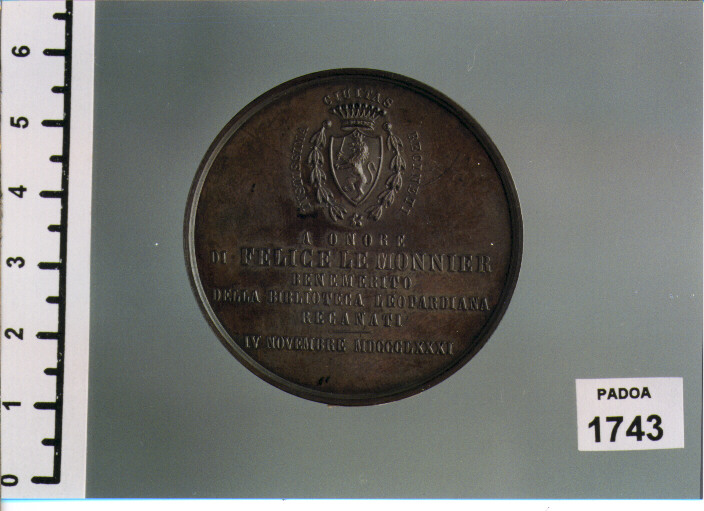 CIVITAS
A ONORE
DI FELICE LE MONNIER
BENEMERITO
DELLA BIBLIOTECA LEOPARDIANA
RECANATI
IV NOVEMBRE MDCCCLXXXI
PADOA
1743
0 1 2 3 4 5 6